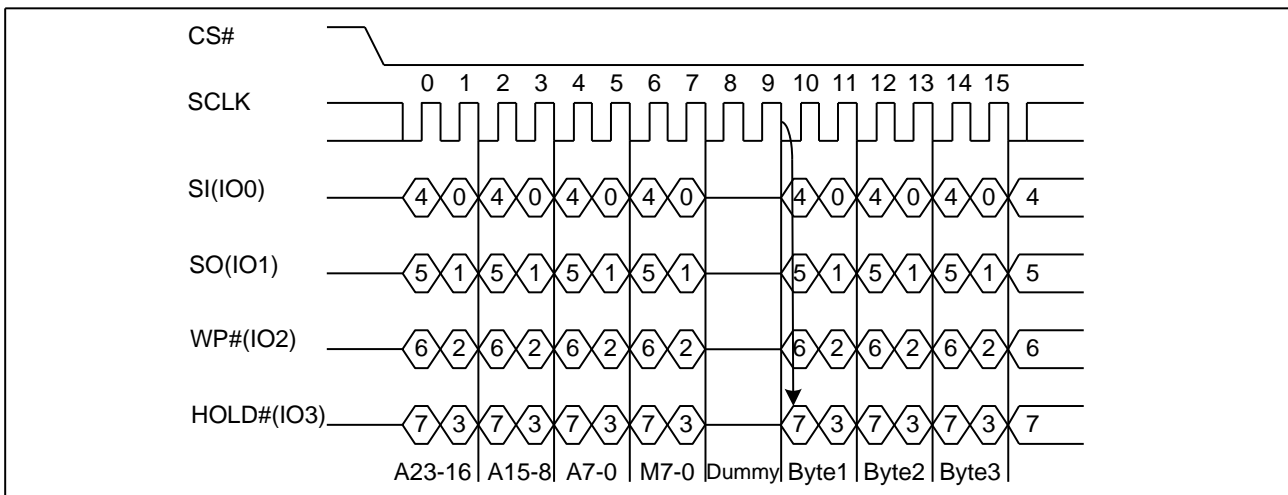 CS#
0 1 2 3 4 5 6 7 8 9 10 11 12 13 14 15
SCLK
SI(IO0) 4 0 4 0 4 0 4 0 4 0 4 0 4 0 4
SO(IO1) 5 1 5 1 5 1 5 1 5 1 5 1 5 1 5
WP#(IO2) 6 2 6 2 6 2 6 2 6 2 6 2 6 2 6
HOLD#(IO3) 7 3 7 3 7 3 7 3 7 3 7 3 7 3 7
A23-16 A15-8 A7-0 M7-0 Dummy Byte1 Byte2 Byte3